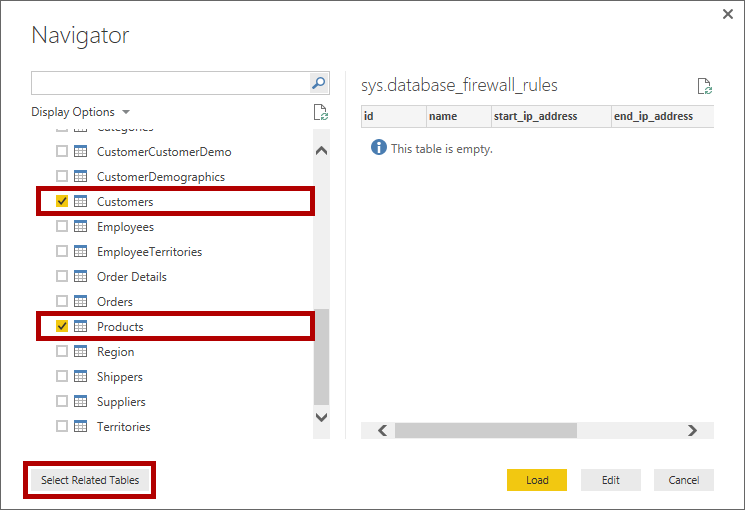 Navigator
Display Options
Categories
CustomerCustomerDemo
CustomerDemographics
Customers
Employees
EmployeeTerritories
Order Details
Orders
Products
Region
Shippers
Suppliers
Territories
sys.database_firewall_rules
id name start_ip_address end_ip_address
This table is empty.
Select Related Tables
Load Edit Cancel